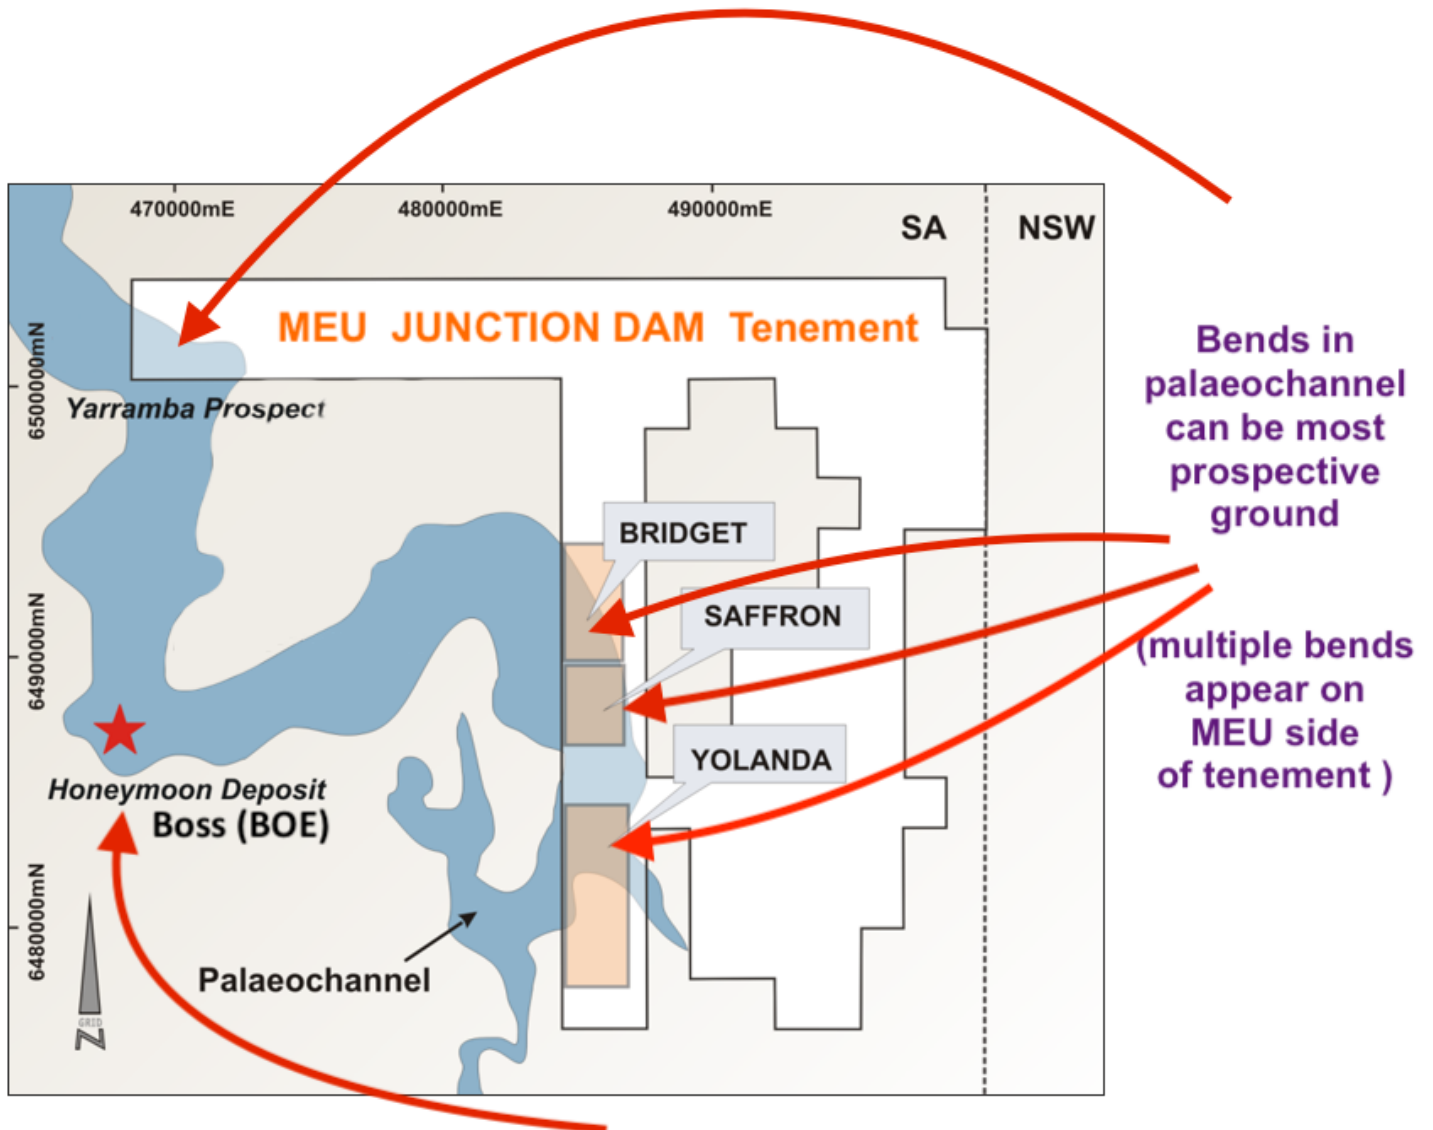 470000mE
480000mE
490000mE
SA
NSW
MEU JUNCTION DAM Tenement
6500000mN
Yarramba Prospect
Bends in
palaeochannel
can be most
prospective
ground
BRIDGET
SAFFRON
6490000mN
(multiple bends
appear on
MEU side
of tenement )
YOLANDA
Honeymoon Deposit
Boss (BOE)
6480000mN
Palaeochannel
GRID
N